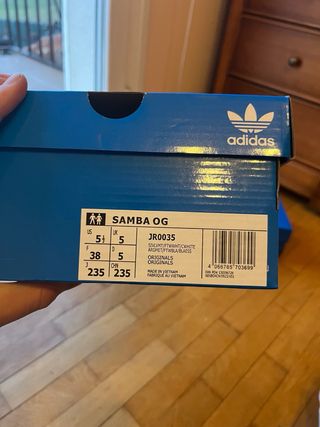 adidas
SAMBA OG
US UK
5½ 5
F D
38 5
J CHN
235 235
JR0035
ORIGINALS
ORIGINALS
MADE IN VIETNAM
FABRIQUE AU VIETNAM
4 066765 703699